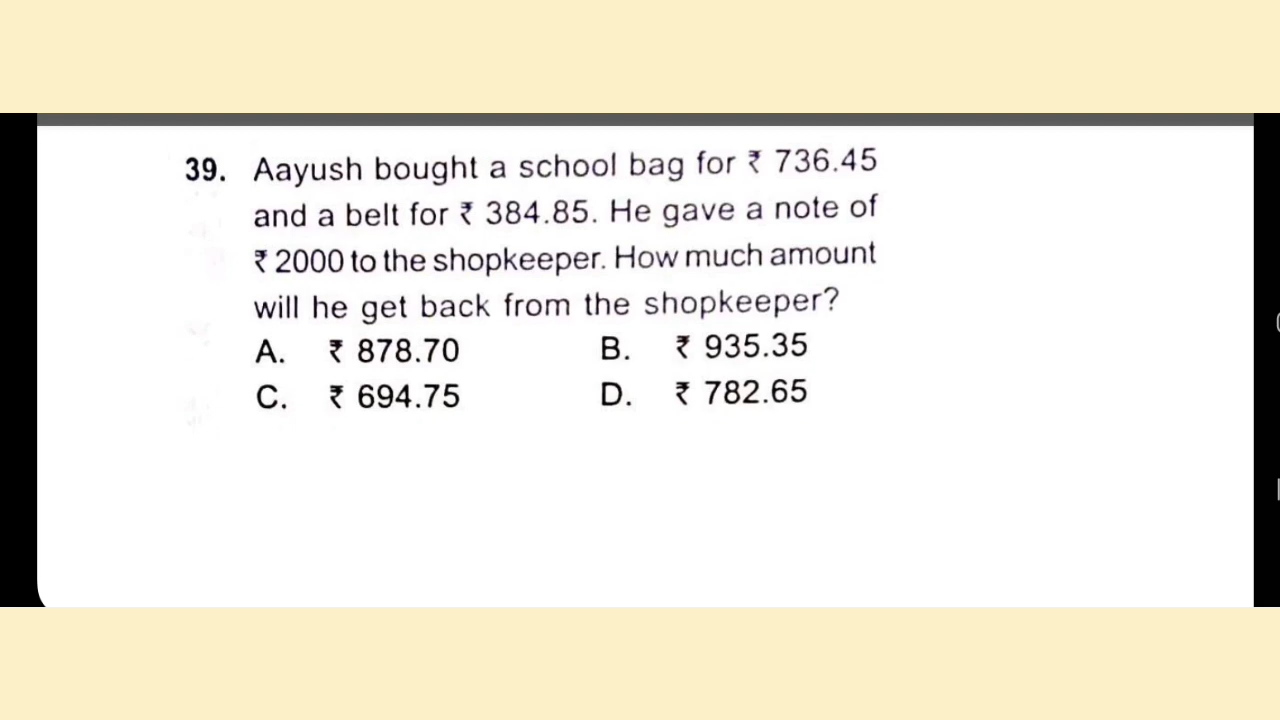 39. Aayush bought a school bag for ₹ 736.45
and a belt for ₹ 384.85. He gave a note of
₹ 2000 to the shopkeeper. How much amount
will he get back from the shopkeeper?
A. ₹ 878.70 B. ₹ 935.35
C. ₹ 694.75 D. ₹ 782.65